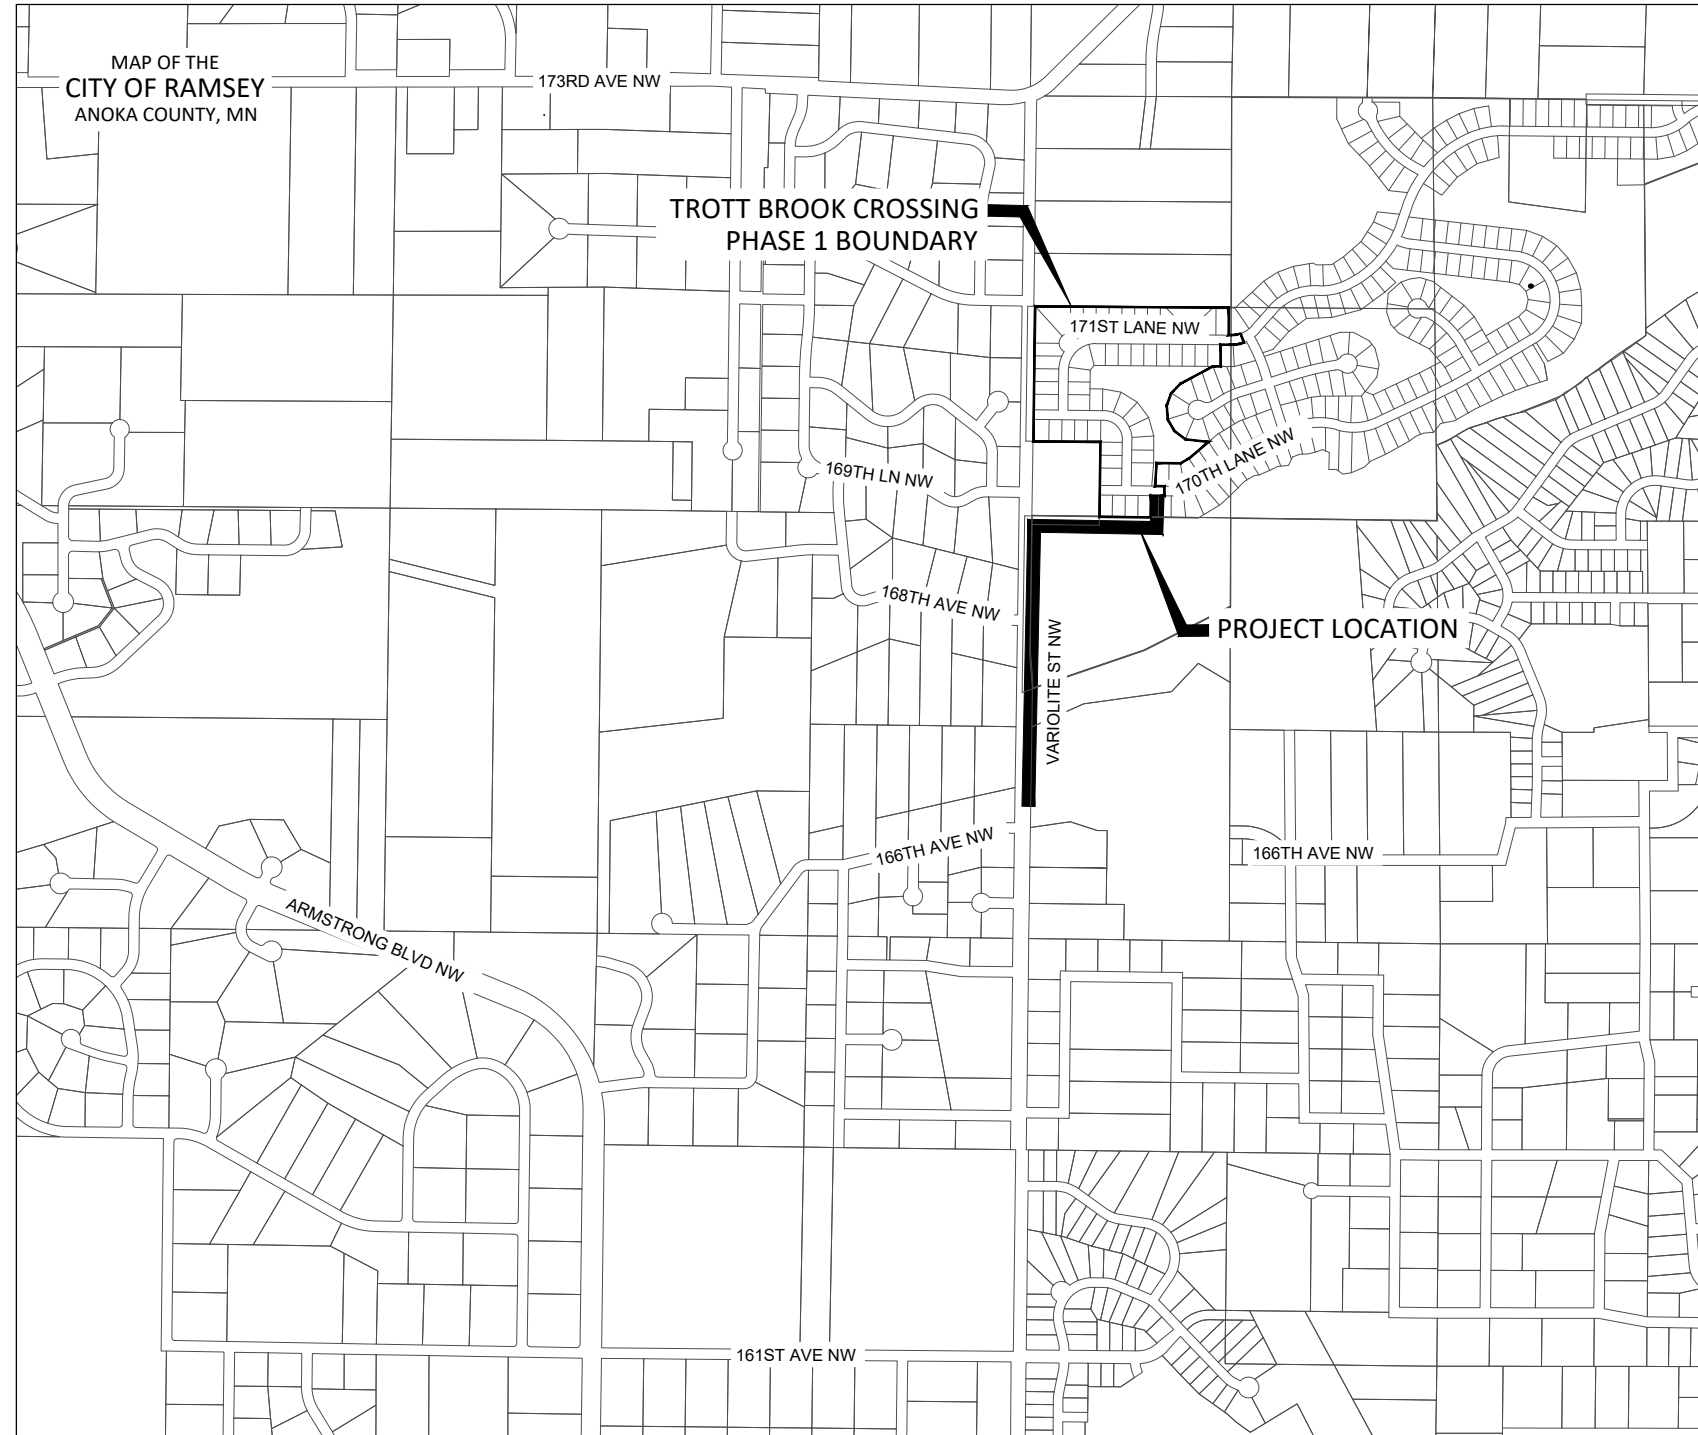 MAP OF THE
CITY OF RAMSEY
ANOKA COUNTY, MN
173RD AVE NW
TROTT BROOK CROSSING
PHASE 1 BOUNDARY
171ST LANE NW
170TH LANE NW
169TH LN NW
168TH AVE NW
PROJECT LOCATION
VARIOLITE ST NW
166TH AVE NW
166TH AVE NW
ARMSTRONG BLVD NW
161ST AVE NW